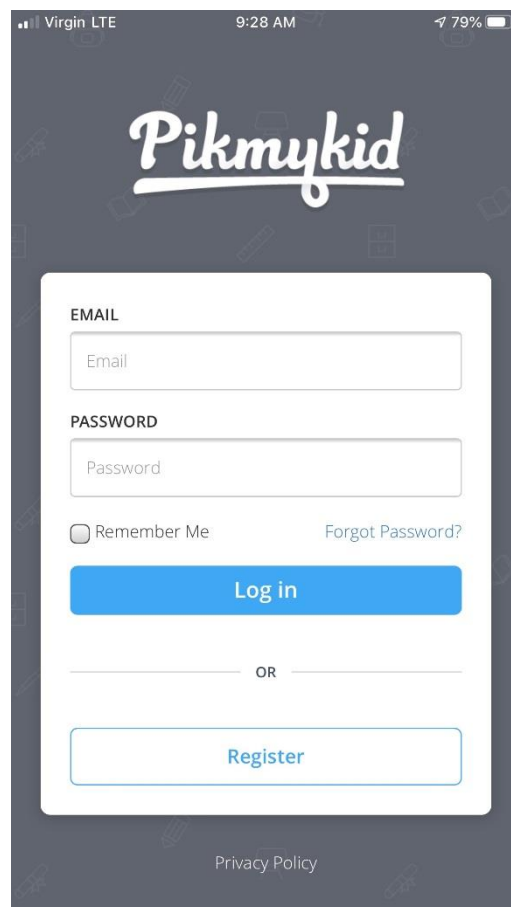 Virgin LTE 9:28 AM 79%
Pikmykid
EMAIL
Email
PASSWORD
Password
Remember Me Forgot Password?
Log in
OR
Register
Privacy Policy